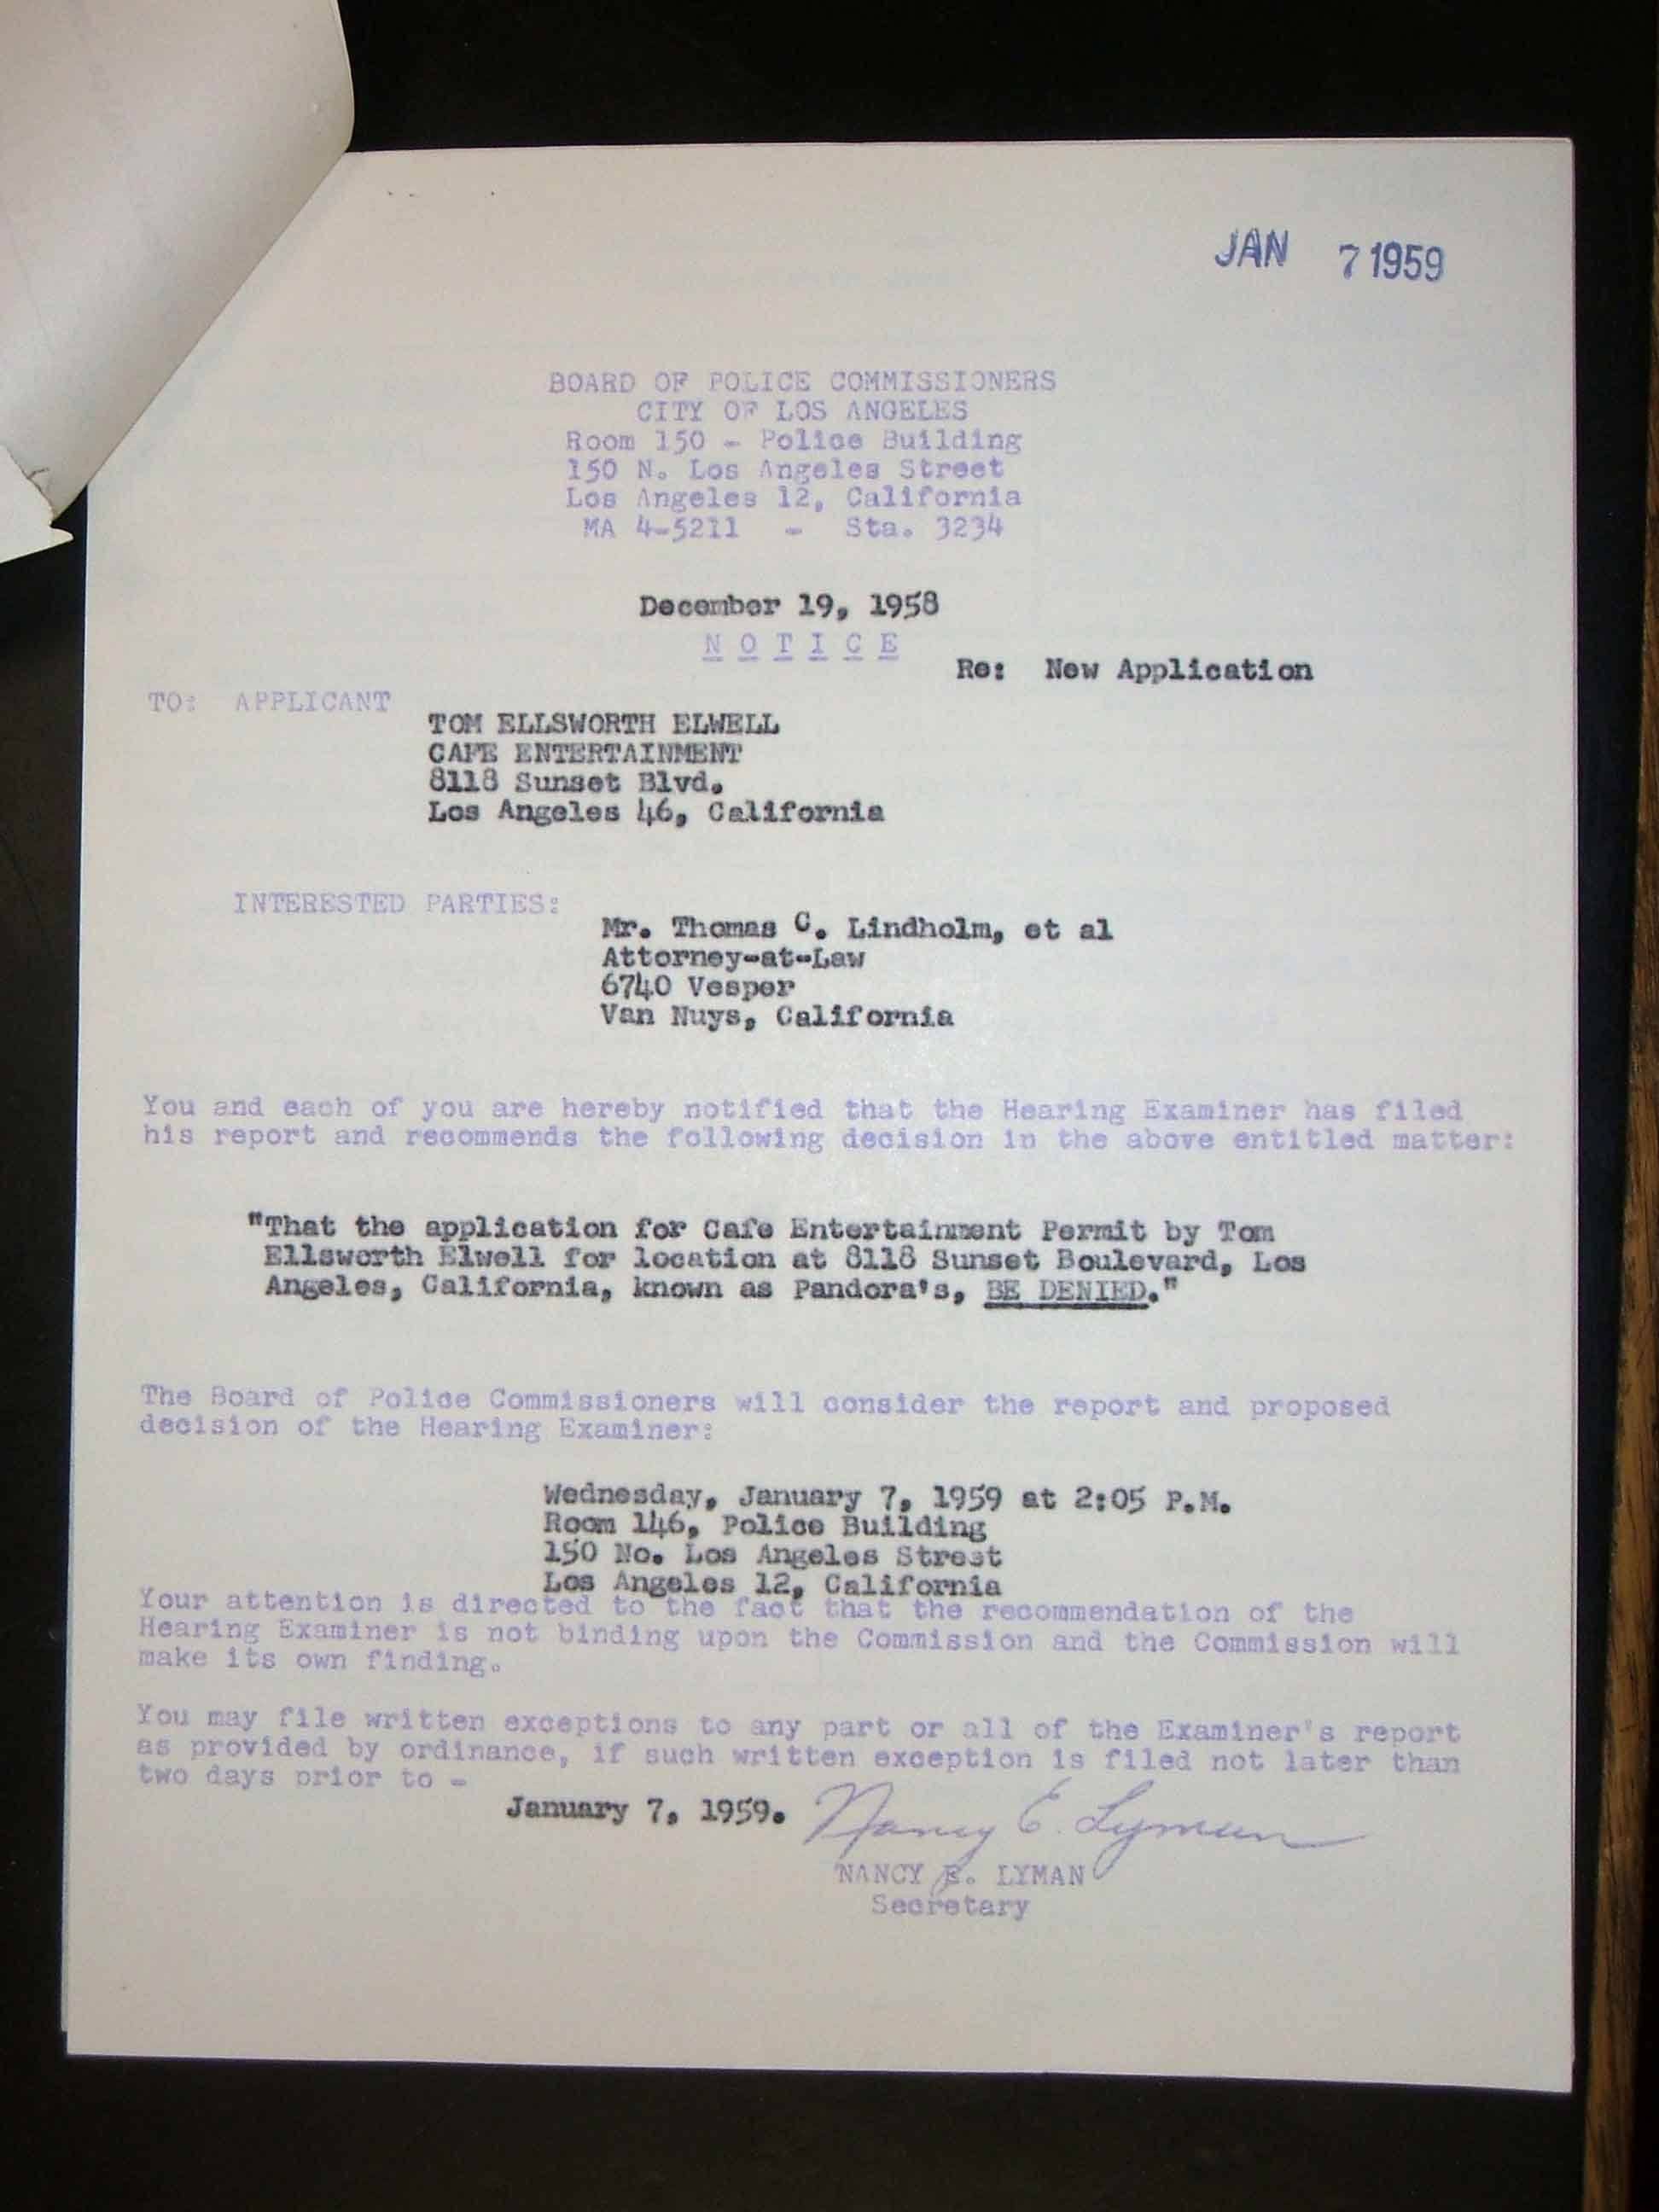 JAN 7 1959
BOARD OF POLICE COMMISSIONERS
CITY OF LOS ANGELES
Room 150 - Police Building
150 N. Los Angeles Street
Los Angeles 12, California
MA 4-5211 - Sta. 3234
December 19, 1958
N O T I C E
Re: New Application
TO: APPLICANT
TOM ELLSWORTH ELWELL
CAFE ENTERTAINMENT
8118 Sunset Blvd.
Los Angeles 46, California
INTERESTED PARTIES:
Mr. Thomas C. Lindholm, et al
Attorney-at-Law
6740 Vesper
Van Nuys, California
You and each of you are hereby notified that the Hearing Examiner has filed
his report and recommends the following decision in the above entitled matter:
"That the application for Cafe Entertainment Permit by Tom
Ellsworth Elwell for location at 8118 Sunset Boulevard, Los
Angeles, California, known as Pandora's, BE DENIED."
The Board of Police Commissioners will consider the report and proposed
decision of the Hearing Examiner:
Wednesday, January 7, 1959 at 2:05 P.M.
Room 146, Police Building
150 No. Los Angeles Street
Los Angeles 12, California
Your attention is directed to the fact that the recommendation of the
Hearing Examiner is not binding upon the Commission and the Commission will
make its own finding.
You may file written exceptions to any part or all of the Examiner's report
as provided by ordinance, if such written exception is filed not later than
two days prior to -
January 7, 1959.
Nancy E. Lyman
NANCY E. LYMAN
Secretary